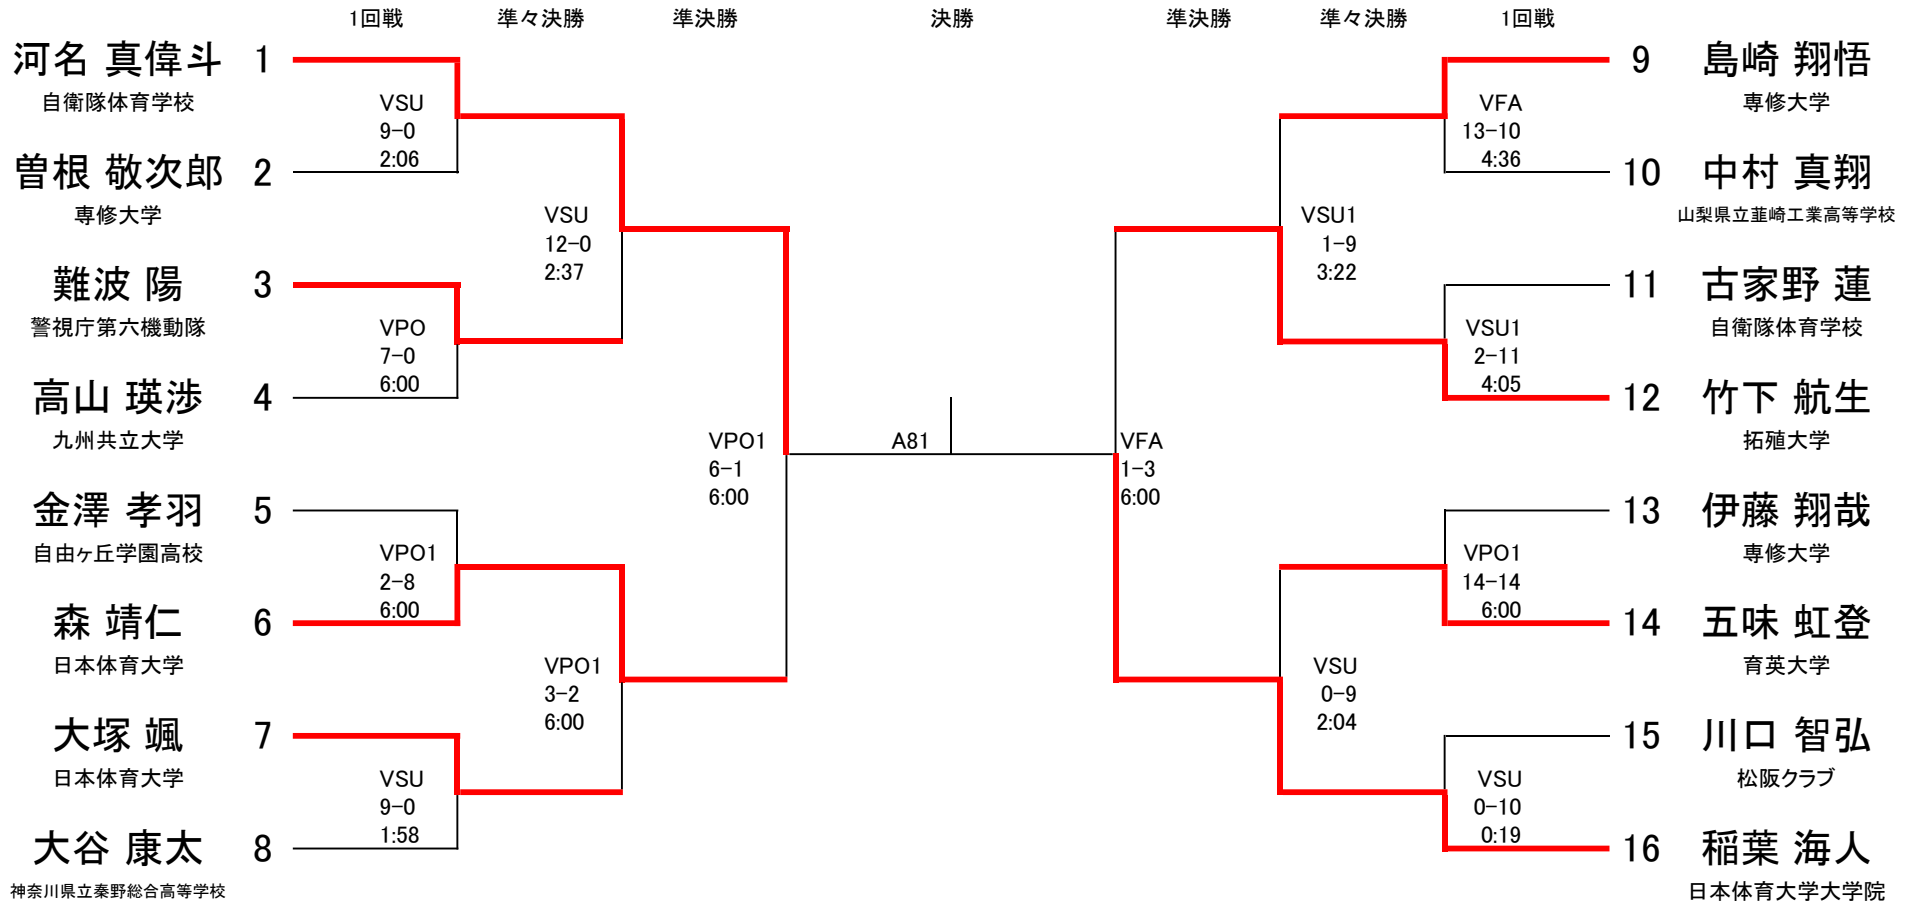 1回戦 準々決勝 準決勝 決勝 準決勝 準々決勝 1回戦
河名 真偉斗 1
自衛隊体育学校
VSU
9-0
2:06
曽根 敬次郎 2
専修大学
VSU
12-0
2:37
難波 陽 3
警視庁第六機動隊
VPO
7-0
6:00
高山 瑛渉 4
九州共立大学
VPO1
6-1
6:00
金澤 孝羽 5
自由ヶ丘学園高校
VPO1
2-8
6:00
森 靖仁 6
日本体育大学
VPO1
3-2
6:00
大塚 颯 7
日本体育大学
VSU
9-0
1:58
大谷 康太 8
神奈川県立秦野総合高等学校
A81
9 島崎 翔悟
専修大学
VFA
13-10
4:36
10 中村 真翔
山梨県立韮崎工業高等学校
VSU1
1-9
3:22
11 古家野 蓮
自衛隊体育学校
VSU1
2-11
4:05
12 竹下 航生
拓殖大学
VFA
1-3
6:00
13 伊藤 翔哉
専修大学
VPO1
14-14
6:00
14 五味 虹登
育英大学
VSU
0-9
2:04
15 川口 智弘
松阪クラブ
VSU
0-10
0:19
16 稲葉 海人
日本体育大学大学院